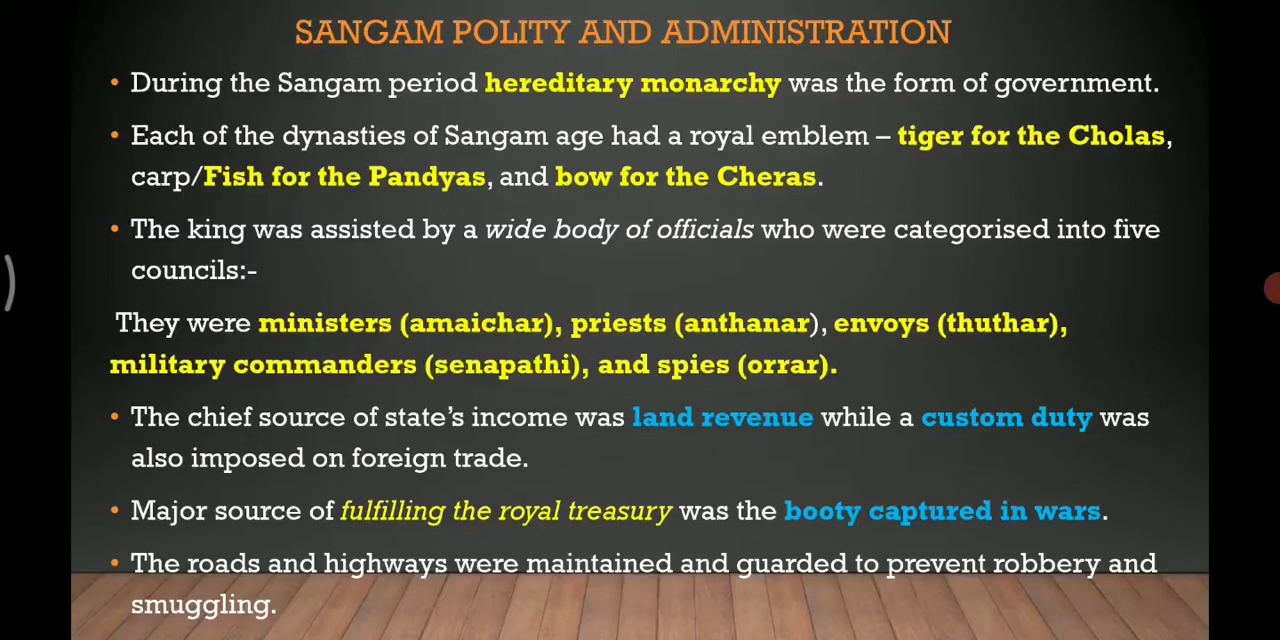 SANGAM POLITY AND ADMINISTRATION
• During the Sangam period hereditary monarchy was the form of government.
• Each of the dynasties of Sangam age had a royal emblem – tiger for the Cholas,
carp/Fish for the Pandyas, and bow for the Cheras.
• The king was assisted by a wide body of officials who were categorised into five
councils:-
They were ministers (amaichar), priests (anthanar), envoys (thuthar),
military commanders (senapathi), and spies (orrar).
• The chief source of state's income was land revenue while a custom duty was
also imposed on foreign trade.
• Major source of fulfilling the royal treasury was the booty captured in wars.
• The roads and highways were maintained and guarded to prevent robbery and
smuggling.